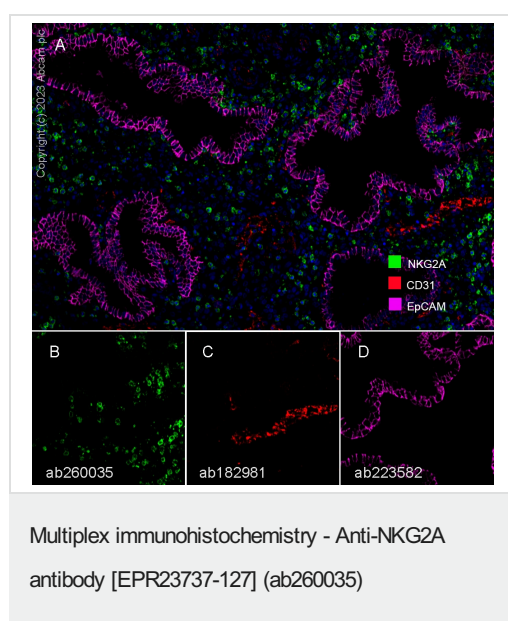 A
Copyright (c) 2023 Abcam plc
NKG2A
CD31
EpCAM
B
ab260035
C
ab182981
D
ab223582
Multiplex immunohistochemistry - Anti-NKG2A
antibody [EPR23737-127] (ab260035)